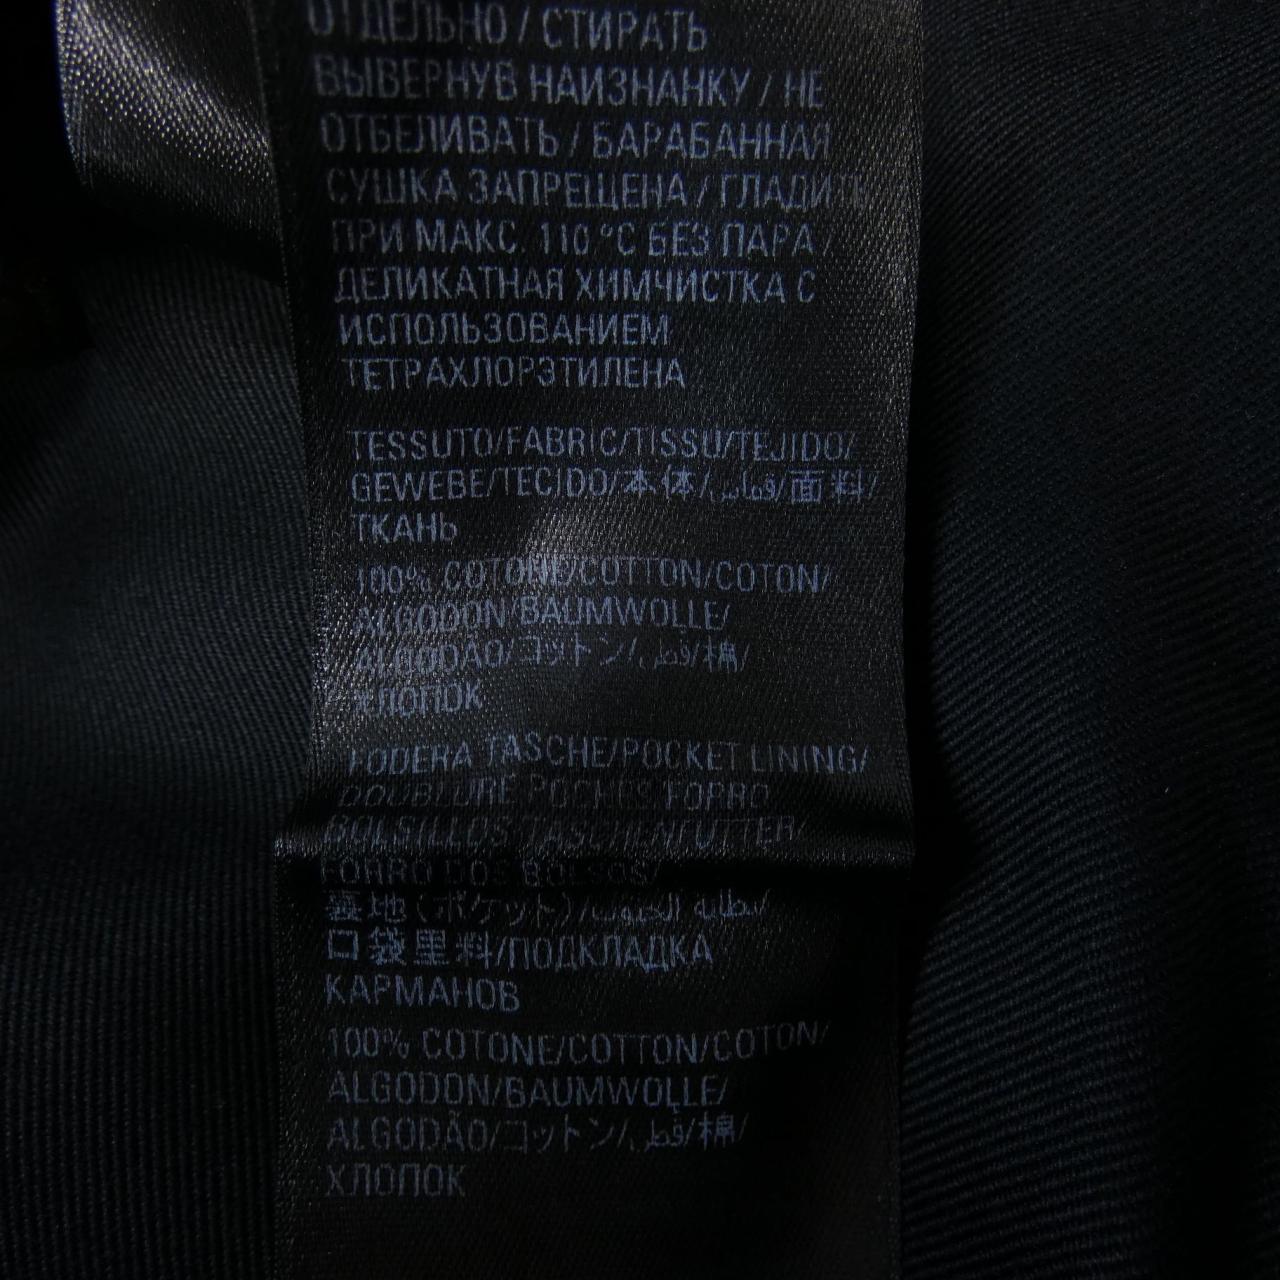 ОТДЕЛЬНО / СТИРАТЬ
ВЫВЕРНУВ НАИЗНАНКУ / НЕ
ОТБЕЛИВАТЬ / БАРАБАННАЯ
СУШКА ЗАПРЕЩЕНА / ГЛАДИТЬ
ПРИ МАКС. 110 °C БЕЗ ПАРА /
ДЕЛИКАТНАЯ ХИМЧИСТКА С
ИСПОЛЬЗОВАНИЕМ
ТЕТРАХЛОРЭТИЛЕНА
TESSUTO/FABRIC/TISSU/TEJIDO/
GEWEBE/TECIDO/本体/قماش/面料/
ТКАНЬ
100% COTONE/COTTON/COTON/
ALGODON/BAUMWOLLE/
ALGODÃO/コットン/قطن/棉/
ХЛОПОК
FODERA TASCHE/POCKET LINING/
DOUBLURE POCHES/FORRO
BOLSILLOS/TASCHENFUTTER/
FORRO DOS BOLSOS/
裏地(ポケット)/بطانة الجيوب/
口袋里料/ПОДКЛАДКА
КАРМАНОВ
100% COTONE/COTTON/COTON/
ALGODON/BAUMWOLLE/
ALGODÃO/コットン/قطن/棉/
ХЛОПОК